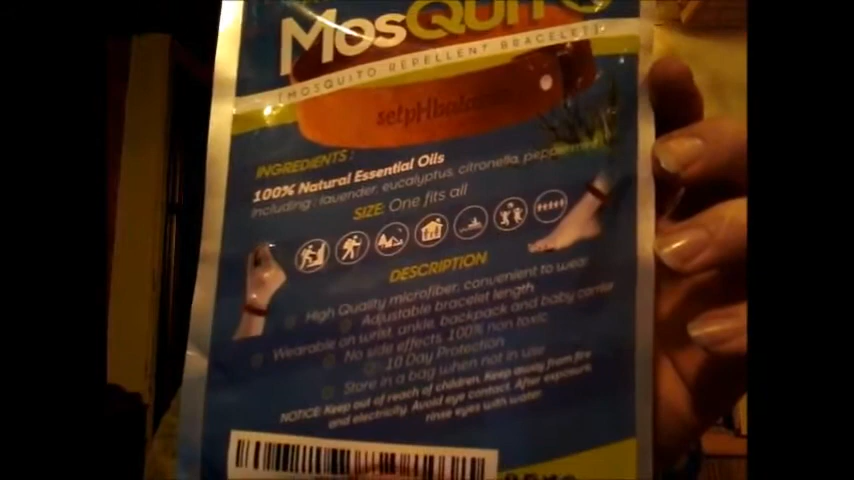 MosQuit
[MOSQUITO REPELLENT BRACELET]
setpHbalance
INGREDIENTS:
100% Natural Essential Oils
including: lavender, eucalyptus, citronella, peppermint
SIZE: One fits all
DESCRIPTION
High Quality microfiber, convenient to wear
Adjustable bracelet length
Wearable on wrist, ankle, backpack and baby carrier
No side effects, 100% non toxic
10 Day Protection
Store in a bag when not in use
NOTICE: Keep out of reach of children. Keep away from fire
and electricity. Avoid eye contact. After exposure
rinse eyes with water.